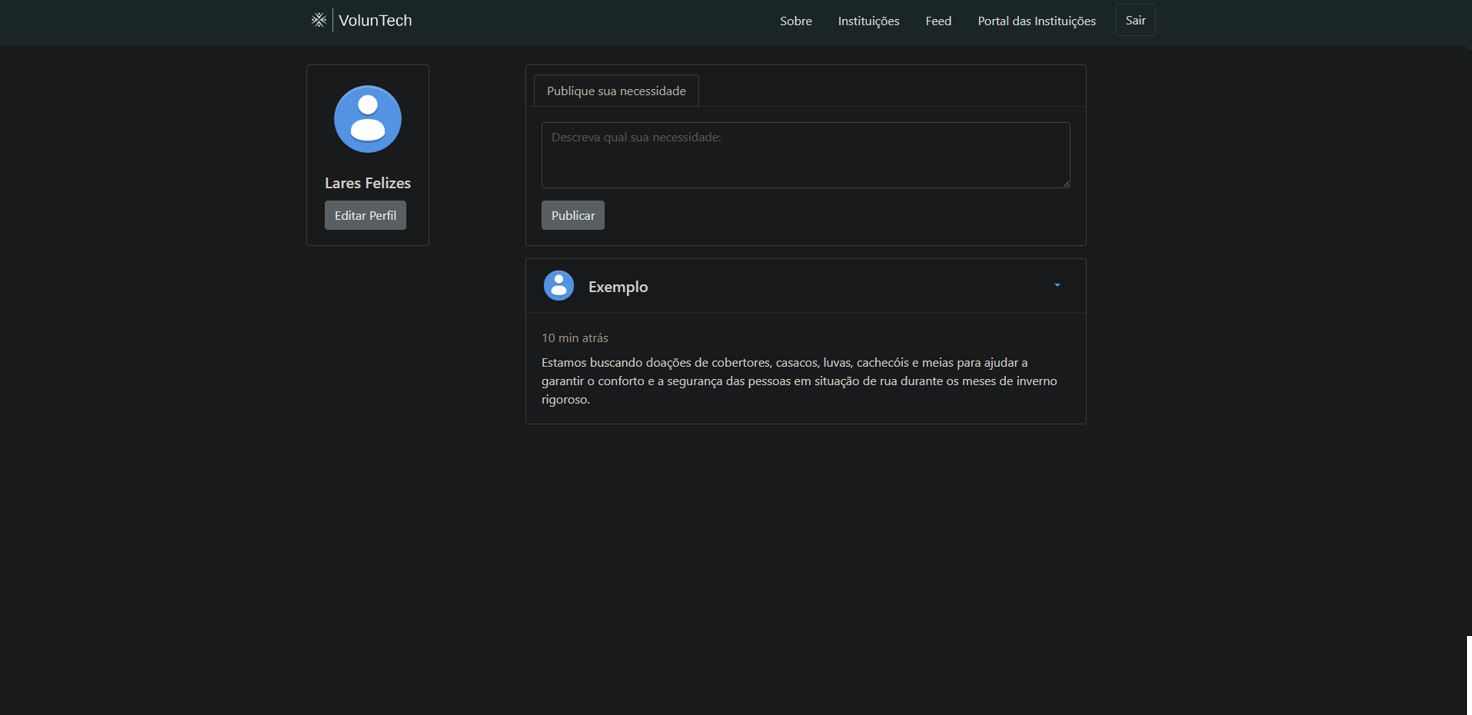 VolunTech
Sobre
Instituições
Feed
Portal das Instituições
Sair
Lares Felizes
Editar Perfil
Publique sua necessidade
Descreva qual sua necessidade:
Publicar
Exemplo
10 min atrás
Estamos buscando doações de cobertores, casacos, luvas, cachecóis e meias para ajudar a
garantir o conforto e a segurança das pessoas em situação de rua durante os meses de inverno
rigoroso.